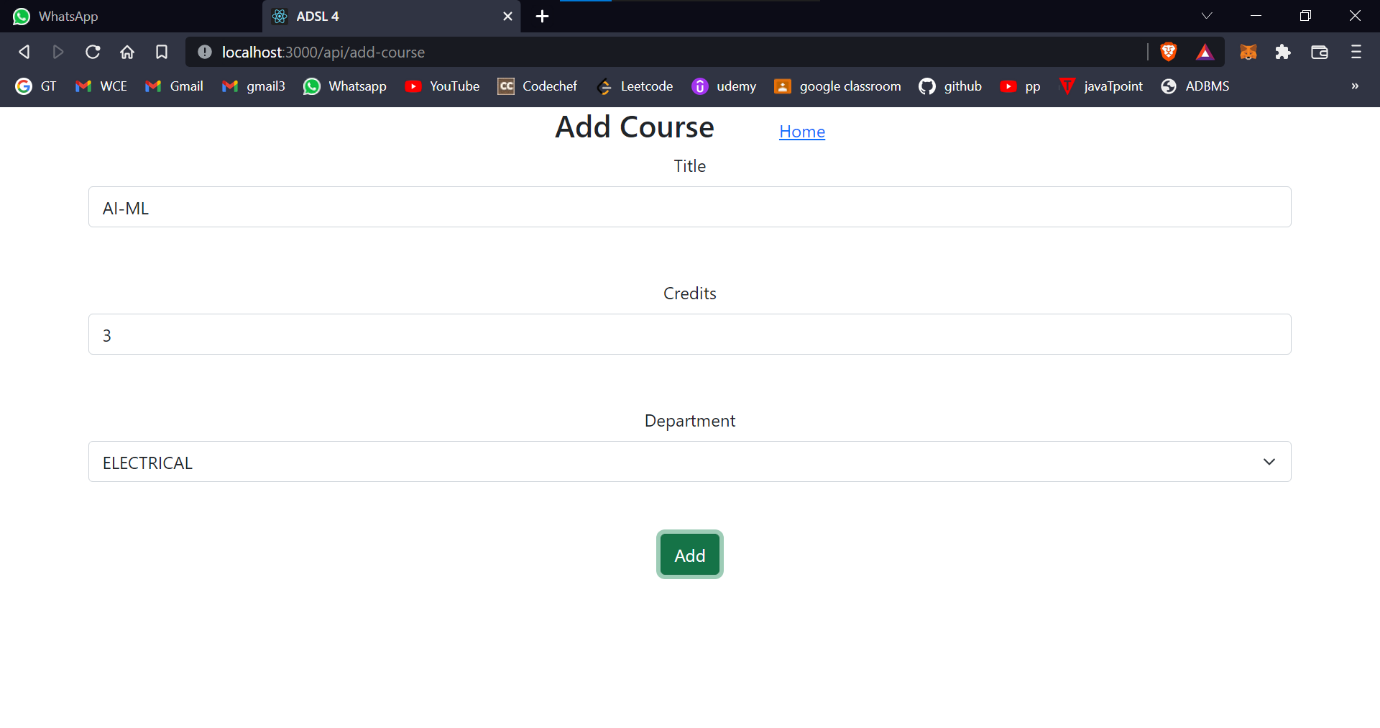 WhatsApp ADSL 4
localhost:3000/api/add-course
GT WCE Gmail gmail3 Whatsapp YouTube CC Codechef Leetcode udemy google classroom github pp javaTpoint ADBMS »
Add Course Home
Title
AI-ML
Credits
3
Department
ELECTRICAL
Add